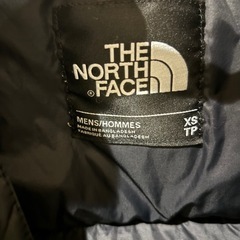 THE
NORTH
FACE
®
MENS/HOMMES
MADE IN BANGLADESH
FABRIQUÉ AU BANGLADESH
XS
TP